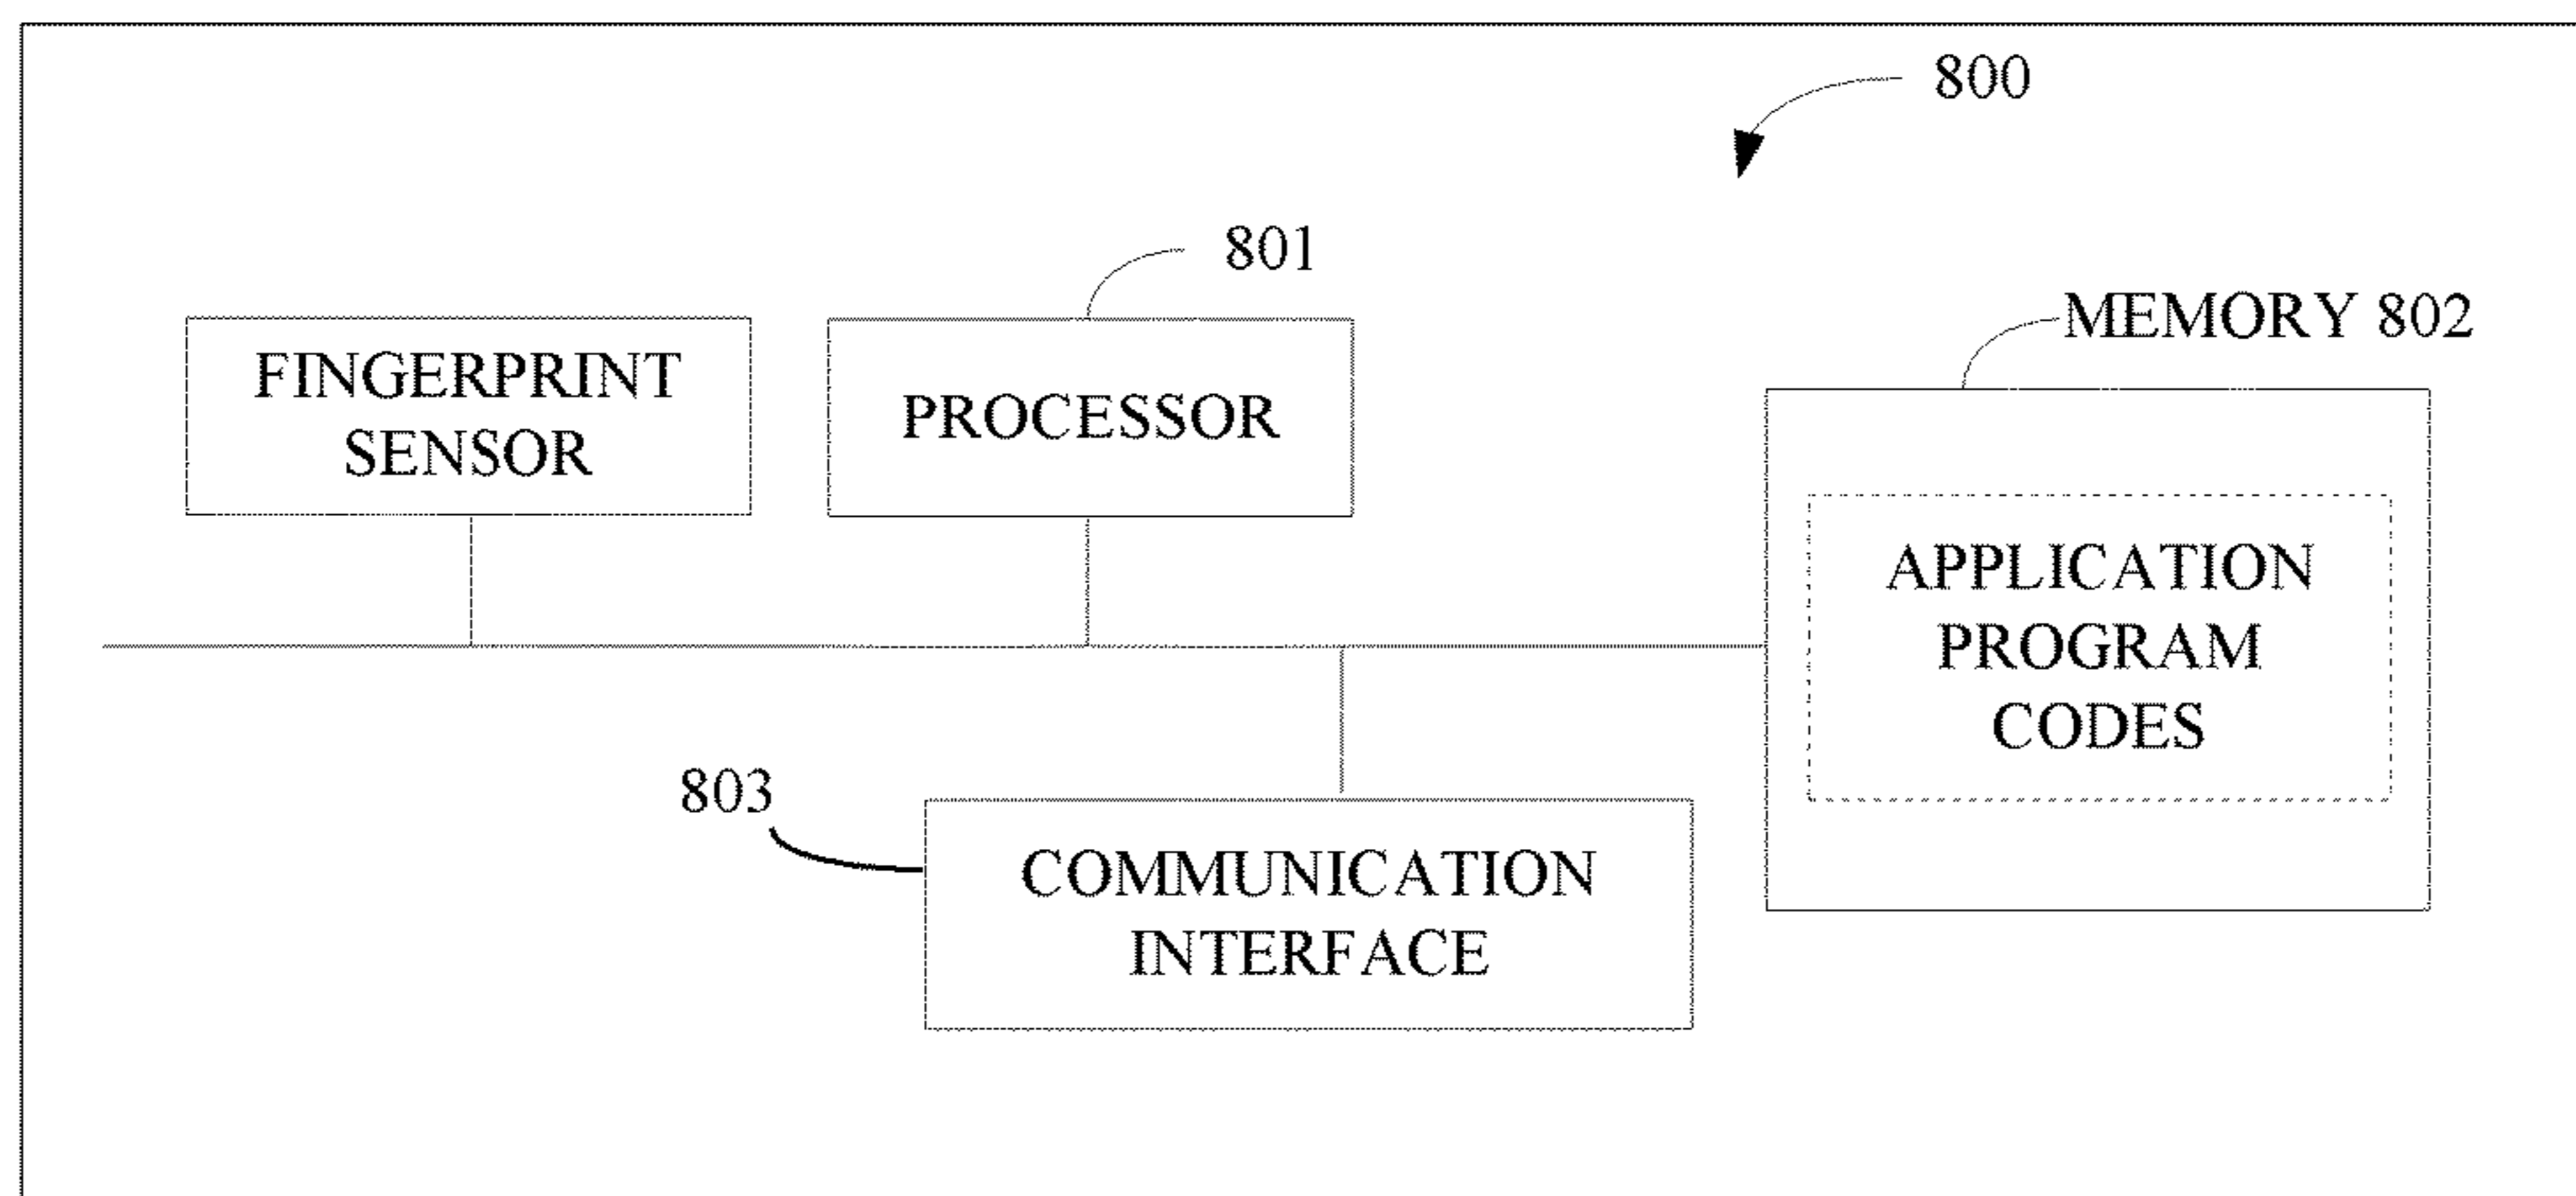 800
801
MEMORY 802
FINGERPRINT
SENSOR
PROCESSOR
APPLICATION
PROGRAM
CODES
803
COMMUNICATION
INTERFACE